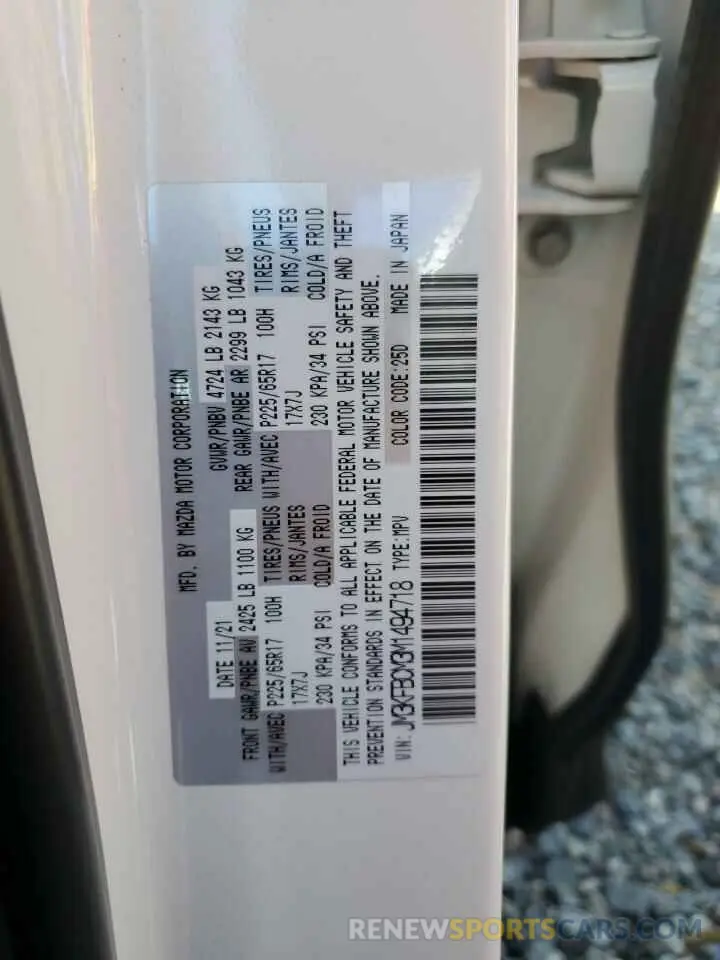 MFD. BY MAZDA MOTOR CORPORATION
DATE 11/21 GVWR/PNBV 4724 LB 2143 KG
FRONT GAWR/PNBE AV 2425 LB 1100 KG REAR GAWR/PNBE AR 2299 LB 1043 KG
WITH/AVEC P225/65R17 100H TIRES/PNEUS WITH/AVEC P225/65R17 100H TIRES/PNEUS
17X7J RIMS/JANTES 17X7J RIMS/JANTES
230 KPA/34 PSI COLD/A FROID 230 KPA/34 PSI COLD/A FROID
THIS VEHICLE CONFORMS TO ALL APPLICABLE FEDERAL MOTOR VEHICLE SAFETY AND THEFT
PREVENTION STANDARDS IN EFFECT ON THE DATE OF MANUFACTURE SHOWN ABOVE.
VIN: JM3KFBCM3M1494718 TYPE:MPV COLOR CODE:25D MADE IN JAPAN
RENEWSPORTSCARS.COM